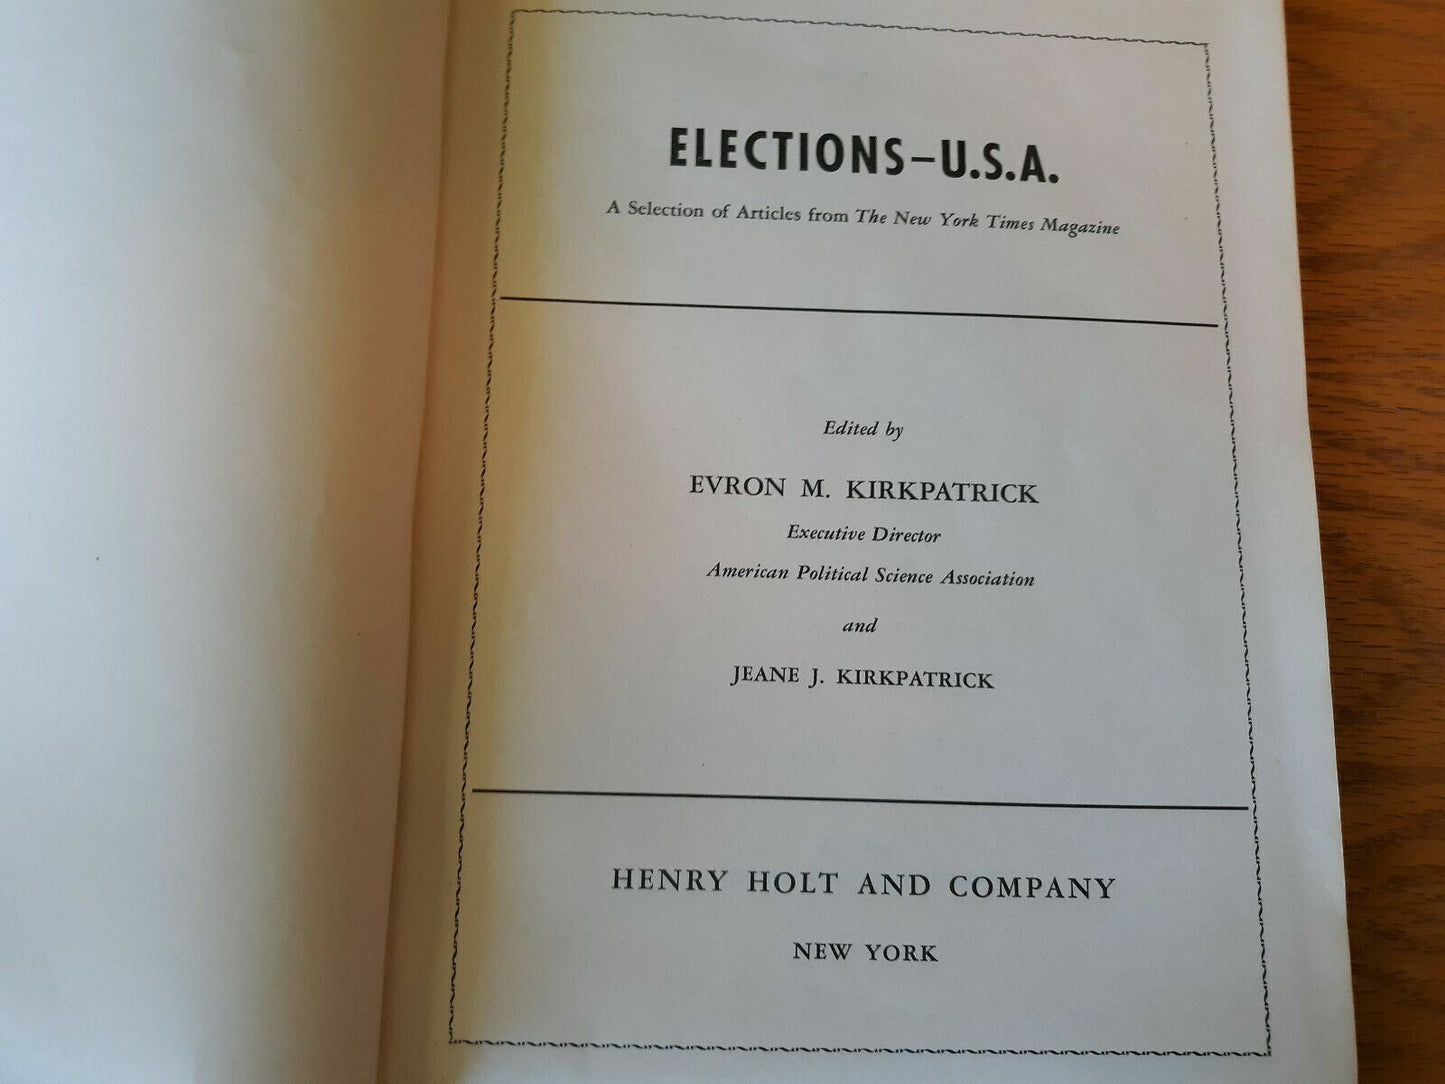 ELECTIONS–U.S.A.
A Selection of Articles from The New York Times Magazine
Edited by
EVRON M. KIRKPATRICK
Executive Director
American Political Science Association
and
JEANE J. KIRKPATRICK
HENRY HOLT AND COMPANY
NEW YORK